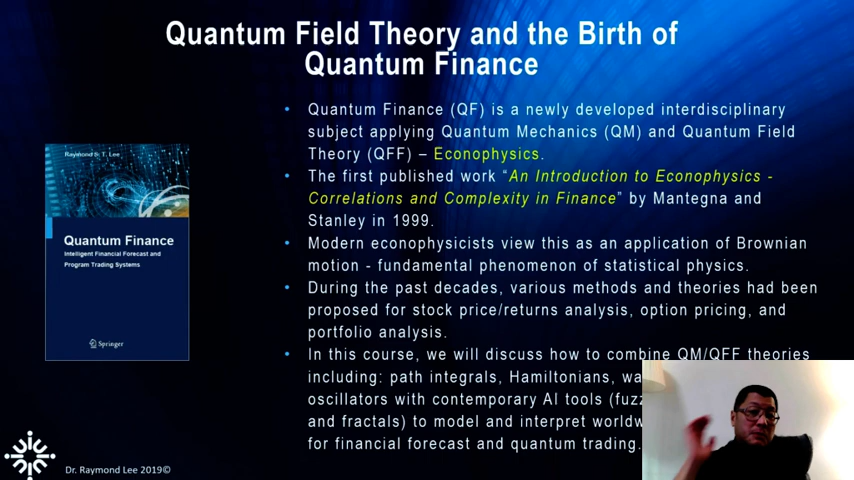 Quantum Field Theory and the Birth of
Quantum Finance
• Quantum Finance (QF) is a newly developed interdisciplinary
subject applying Quantum Mechanics (QM) and Quantum Field
Theory (QFF) – Econophysics.
• The first published work “An Introduction to Econophysics -
Correlations and Complexity in Finance” by Mantegna and
Stanley in 1999.
• Modern econophysicists view this as an application of Brownian
motion - fundamental phenomenon of statistical physics.
• During the past decades, various methods and theories had been
proposed for stock price/returns analysis, option pricing, and
portfolio analysis.
• In this course, we will discuss how to combine QM/QFF theories
including: path integrals, Hamiltonians,
oscillators with contemporary AI tools
and fractals) to model and interpret
for financial forecast and quantum trading.
Raymond S. T. Lee
Quantum Finance
Intelligent Financial Forecast and
Program Trading Systems
Springer
Dr. Raymond Lee 2019©